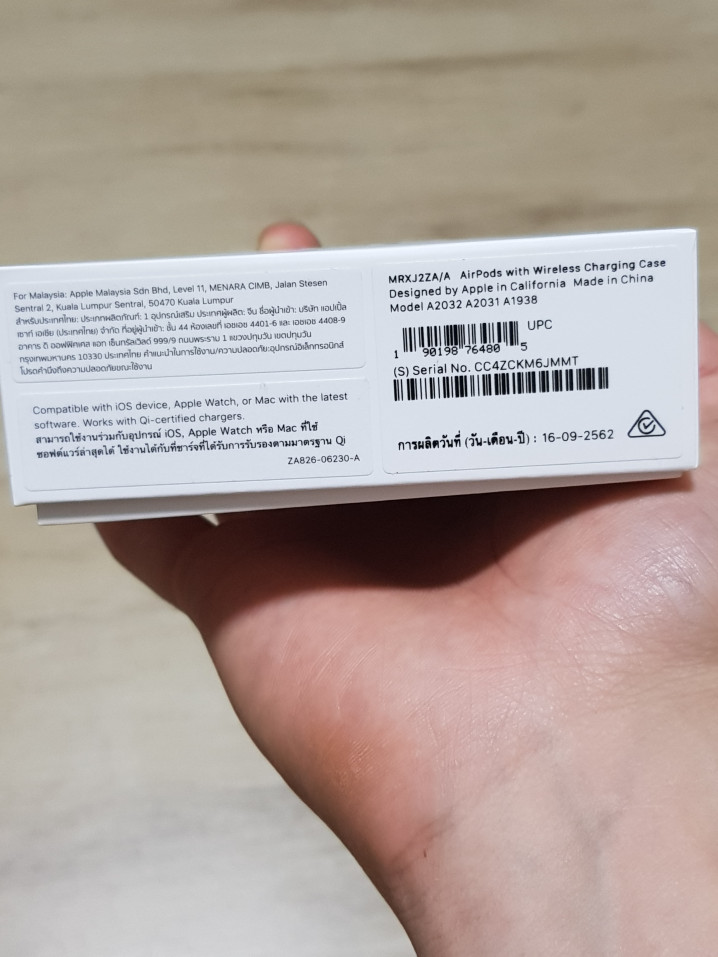 For Malaysia: Apple Malaysia Sdn Bhd, Level 11, MENARA CIMB, Jalan Stesen
Sentral 2, Kuala Lumpur Sentral, 50470 Kuala Lumpur
สำหรับประเทศไทย: ประเภทผลิตภัณฑ์: 1 อุปกรณ์เสริม ประเทศผู้ผลิต: จีน ชื่อผู้นำเข้า: บริษัท แอปเปิ้ล
เซาท์ เอเชีย (ประเทศไทย) จำกัด ที่อยู่ผู้นำเข้า: ชั้น 44 ห้องเลขที่ เอชเอช 4401-6 และ เอชเอช 4408-9
อาคาร ดิ ออฟฟิศเศส แอท เซ็นทรัลเวิลด์ 999/9 ถนนพระราม 1 แขวงปทุมวัน เขตปทุมวัน
กรุงเทพมหานคร 10330 ประเทศไทย คำแนะนำในการใช้งาน/ความปลอดภัย:อุปกรณ์อิเล็กทรอนิกส์
โปรดคำนึงถึงความปลอดภัยขณะใช้งาน
Compatible with iOS device, Apple Watch, or Mac with the latest
software. Works with Qi-certified chargers.
สามารถใช้งานร่วมกับอุปกรณ์ iOS, Apple Watch หรือ Mac ที่ใช้
ซอฟต์แวร์ล่าสุดได้ ใช้งานได้กับที่ชาร์จที่ได้รับการรับรองตามมาตรฐาน Qi
ZA826-06230-A
MRXJ2ZA/A AirPods with Wireless Charging Case
Designed by Apple in California Made in China
Model A2032 A2031 A1938
UPC
1 90198 76480 5
(S) Serial No. CC4ZCKM6JMMT
การผลิตวันที่ (วัน-เดือน-ปี) : 16-09-2562